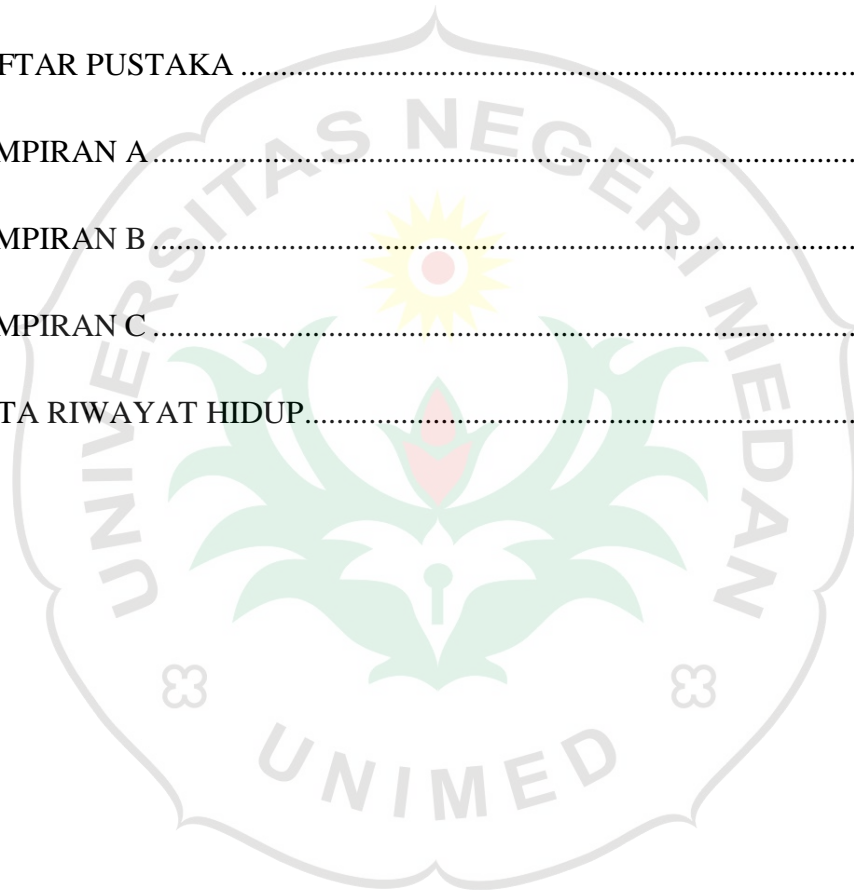 FTAR PUSTAKA ................................................................................
MPIRAN A ................................................................................
MPIRAN B ................................................................................
MPIRAN C ................................................................................
TA RIWAYAT HIDUP................................................................
UNIVERSITAS NEGERI MEDAN
UNIMED